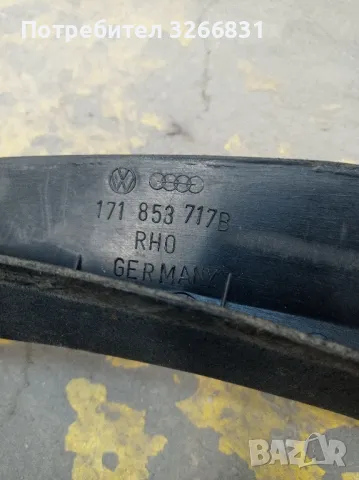 Потребител 3266831
171 853 717B
RHO
GERMANY
BAZAR